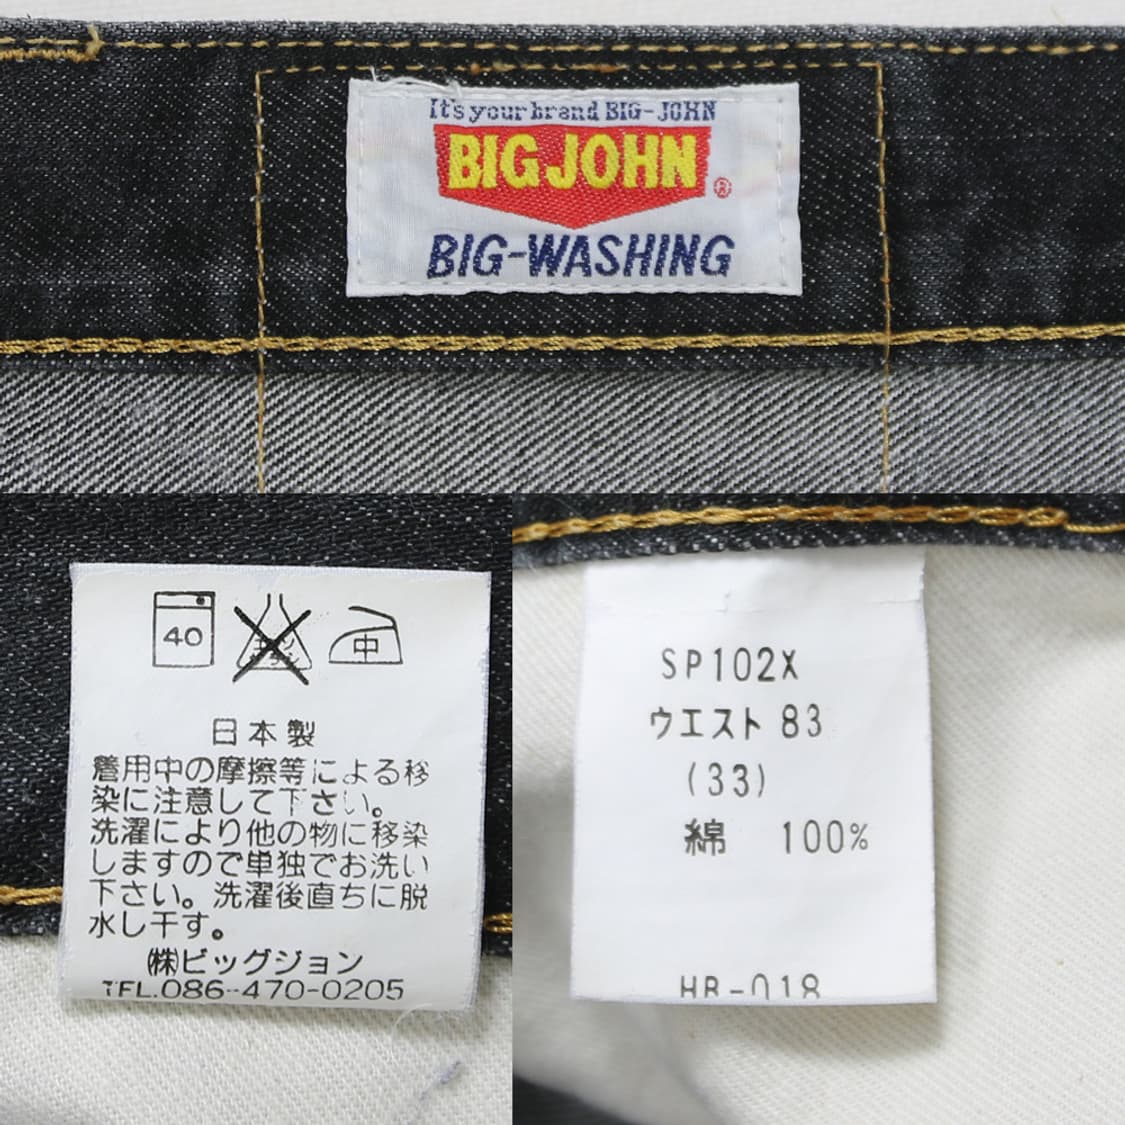 It's your brand BIG-JOHN
BIG JOHN ®
BIG-WASHING
40
中
日本製
着用中の摩擦等による移
染に注意して下さい。
洗濯により他の物に移染
しますので単独でお洗い
下さい。洗濯後直ちに脱
水し干す。
㈱ビッグジョン
TEL.086-470-0205
SP102X
ウエスト 83
(33)
綿 100%
HB-018